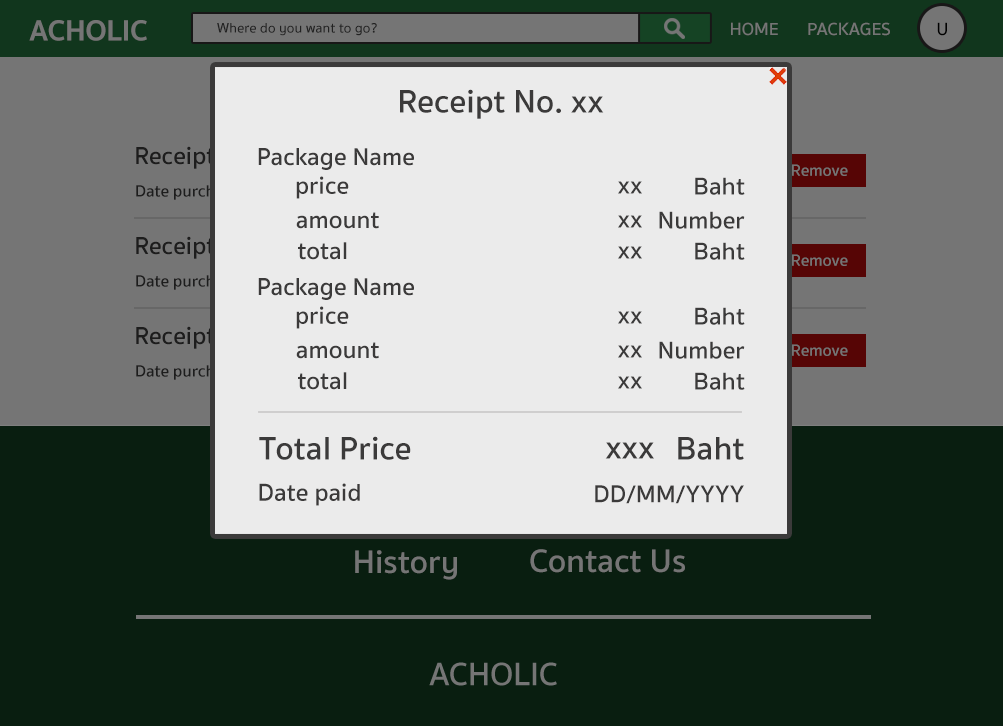 ACHOLIC Where do you want to go? HOME PACKAGES U
Receipt No. xx
Package Name
price xx Baht
amount xx Number
total xx Baht
Package Name
price xx Baht
amount xx Number
total xx Baht
Total Price xxx Baht
Date paid DD/MM/YYYY
Receipt
Date purch
Remove
Receipt
Date purch
Remove
Receipt
Date purch
Remove
History Contact Us
ACHOLIC